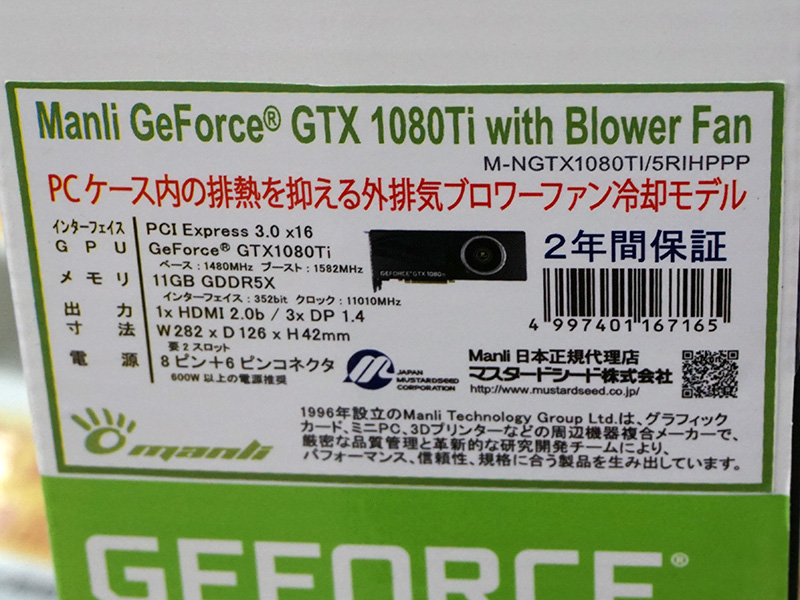 Manli GeForce® GTX 1080Ti with Blower Fan
M-NGTX1080TI/5RIHPPP
PCケース内の排熱を抑える外排気ブロワーファン冷却モデル
インターフェイス PCI Express 3.0 x16
GPU GeForce® GTX1080Ti
ベース：1480MHz ブースト：1582MHz
メモリ 11GB GDDR5X
インターフェイス：352bit クロック：11010MHz
出力 1x HDMI 2.0b / 3x DP 1.4
寸法 W282 x D126 x H42mm
要2スロット
電源 8ピン+6ピンコネクタ
600W以上の電源推奨
GEFORCE® GTX 1080 Ti
2年間保証
4 997401 167165
JAPAN
MUSTARDSEED
CORPORATION
Manli 日本正規代理店
マスタードシード株式会社
http://www.mustardseed.co.jp/
manli
1996年設立のManli Technology Group Ltd.は、グラフィック
カード、ミニPC、3Dプリンターなどの周辺機器複合メーカーで、
厳密な品質管理と革新的な研究開発チームにより、
パフォーマンス、信頼性、規格に合う製品を生み出しています。
GEFORCE®